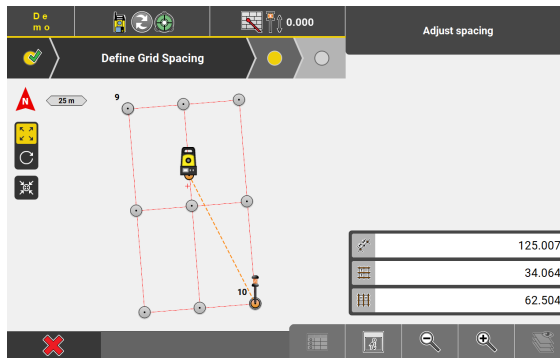 De
mo
0.000
Adjust spacing
Define Grid Spacing
N
25 m
9
10
125.007
34.064
62.504